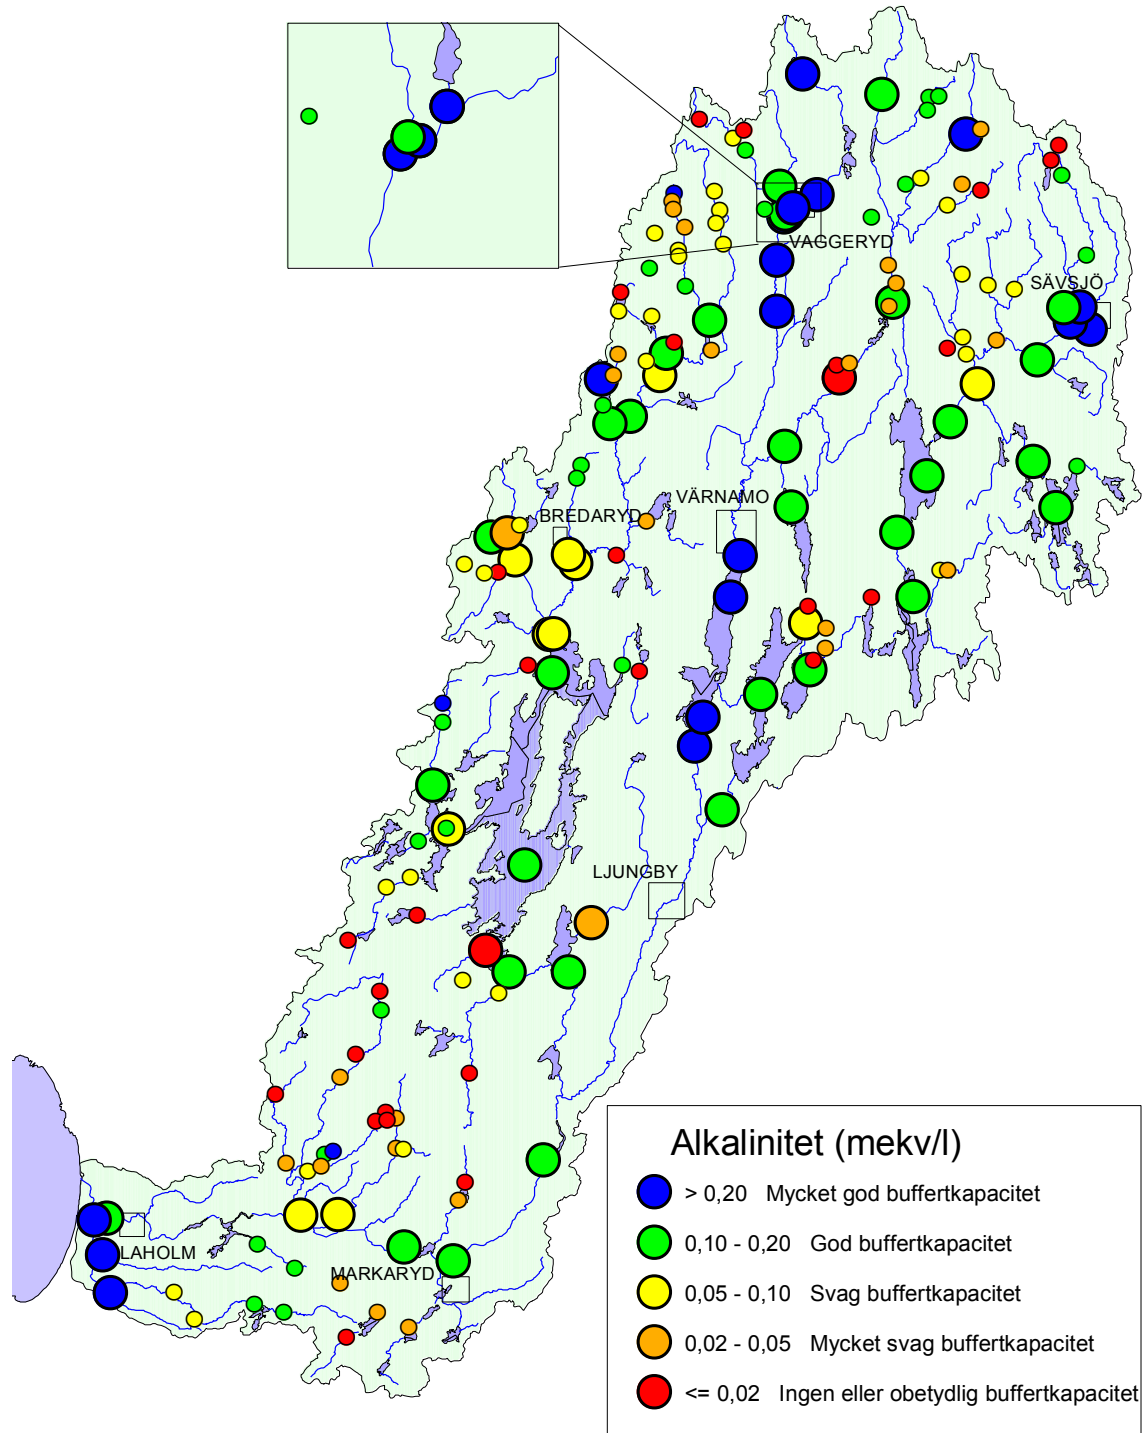 VAGGERYD
SÄVSJÖ
VÄRNAMO
BREDARYD
LJUNGBY
LAHOLM
MARKARYD
Alkalinitet (mekv/l)
> 0,20 Mycket god buffertkapacitet
0,10 - 0,20 God buffertkapacitet
0,05 - 0,10 Svag buffertkapacitet
0,02 - 0,05 Mycket svag buffertkapacitet
<= 0,02 Ingen eller obetydlig buffertkapacitet